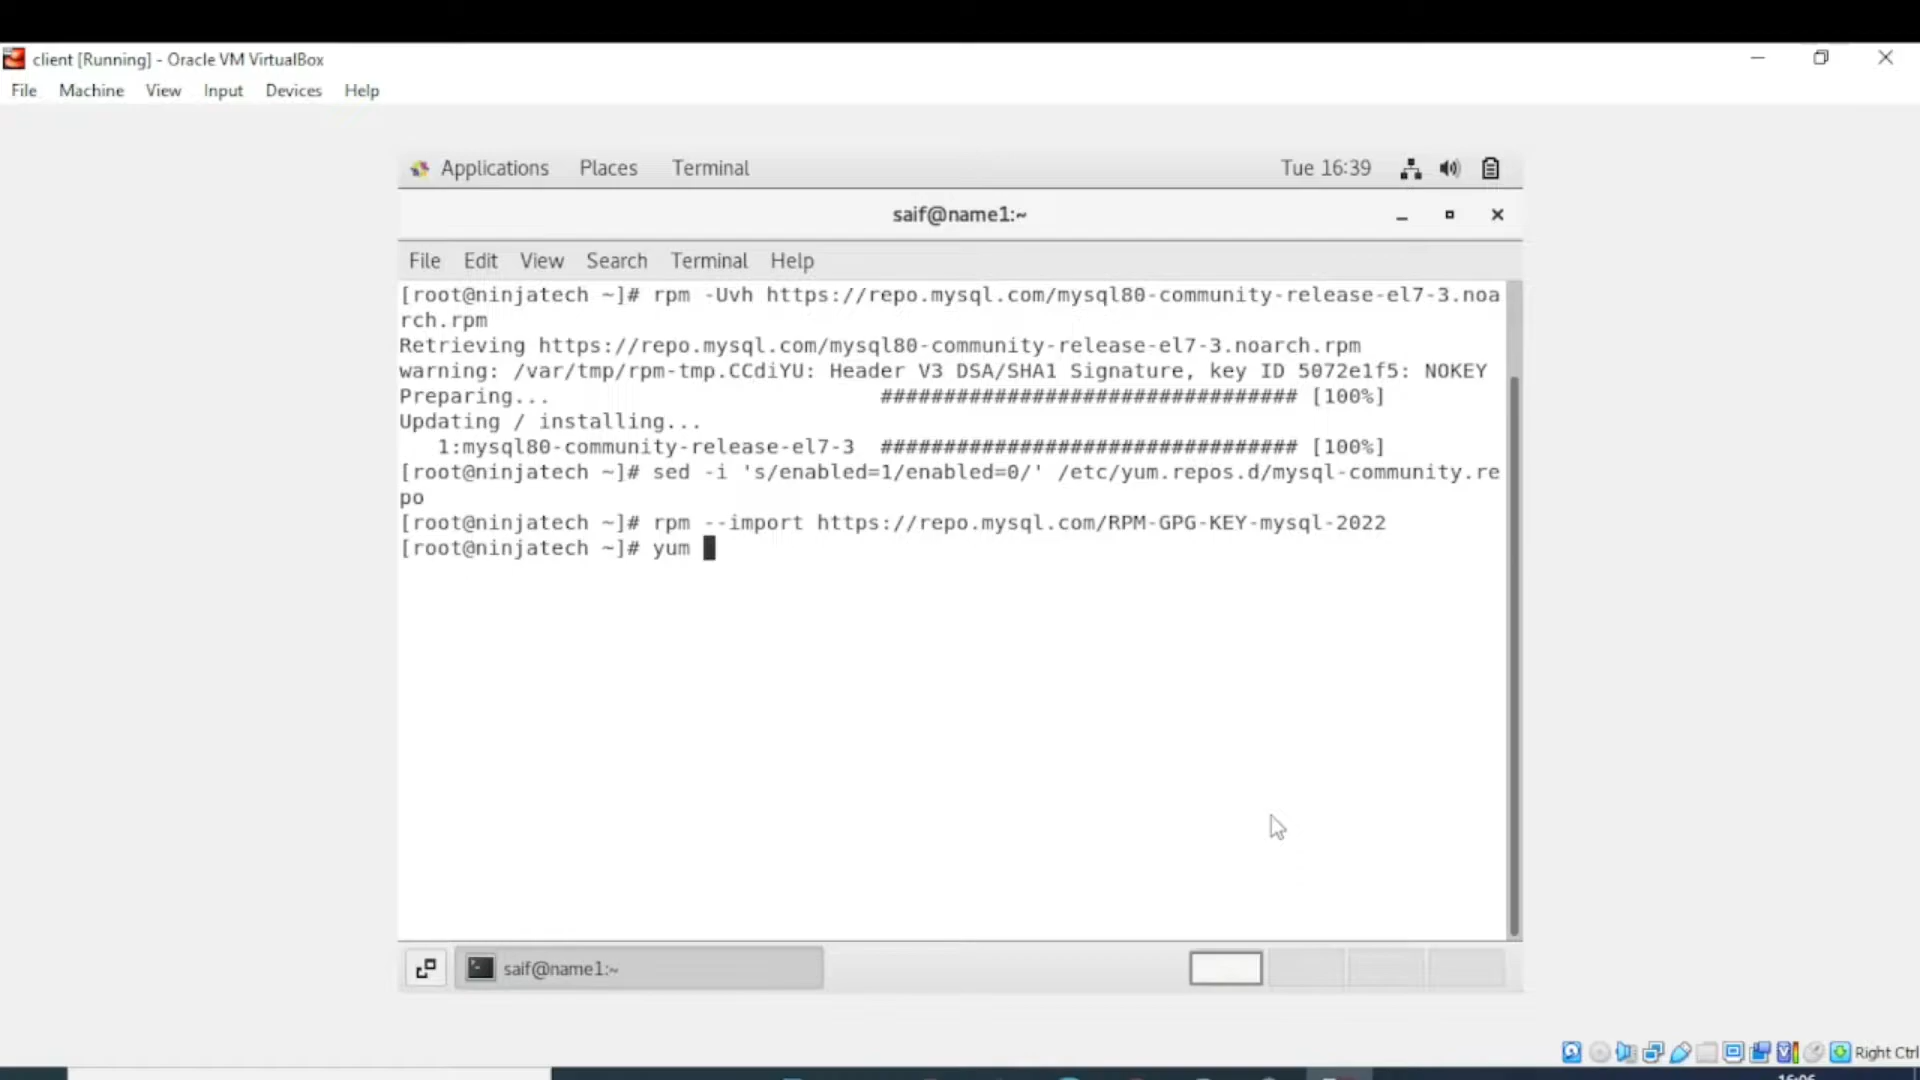 client [Running] - Oracle VM VirtualBox
File Machine View Input Devices Help
Applications Places Terminal Tue 16:39
saif@name1:~
File Edit View Search Terminal Help
[root@ninjatech ~]# rpm -Uvh https://repo.mysql.com/mysql80-community-release-el7-3.noa
rch.rpm
Retrieving https://repo.mysql.com/mysql80-community-release-el7-3.noarch.rpm
warning: /var/tmp/rpm-tmp.CCdiYU: Header V3 DSA/SHA1 Signature, key ID 5072e1f5: NOKEY
Preparing... ################################# [100%]
Updating / installing...
1:mysql80-community-release-el7-3 ################################# [100%]
[root@ninjatech ~]# sed -i 's/enabled=1/enabled=0/' /etc/yum.repos.d/mysql-community.re
po
[root@ninjatech ~]# rpm --import https://repo.mysql.com/RPM-GPG-KEY-mysql-2022
[root@ninjatech ~]# yum
saif@name1:~
Right Ctrl